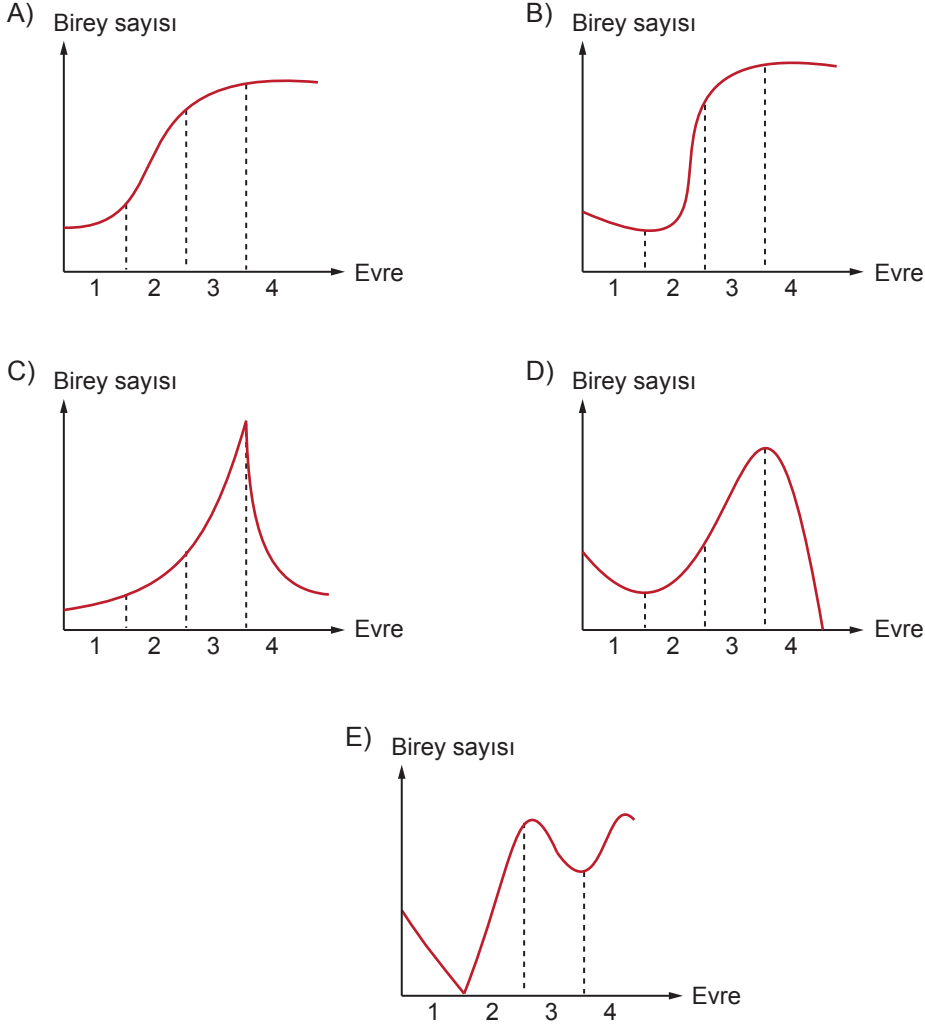 A) Birey sayısı
Evre
1 2 3 4
B) Birey sayısı
Evre
1 2 3 4
C) Birey sayısı
Evre
1 2 3 4
D) Birey sayısı
Evre
1 2 3 4
E) Birey sayısı
Evre
1 2 3 4